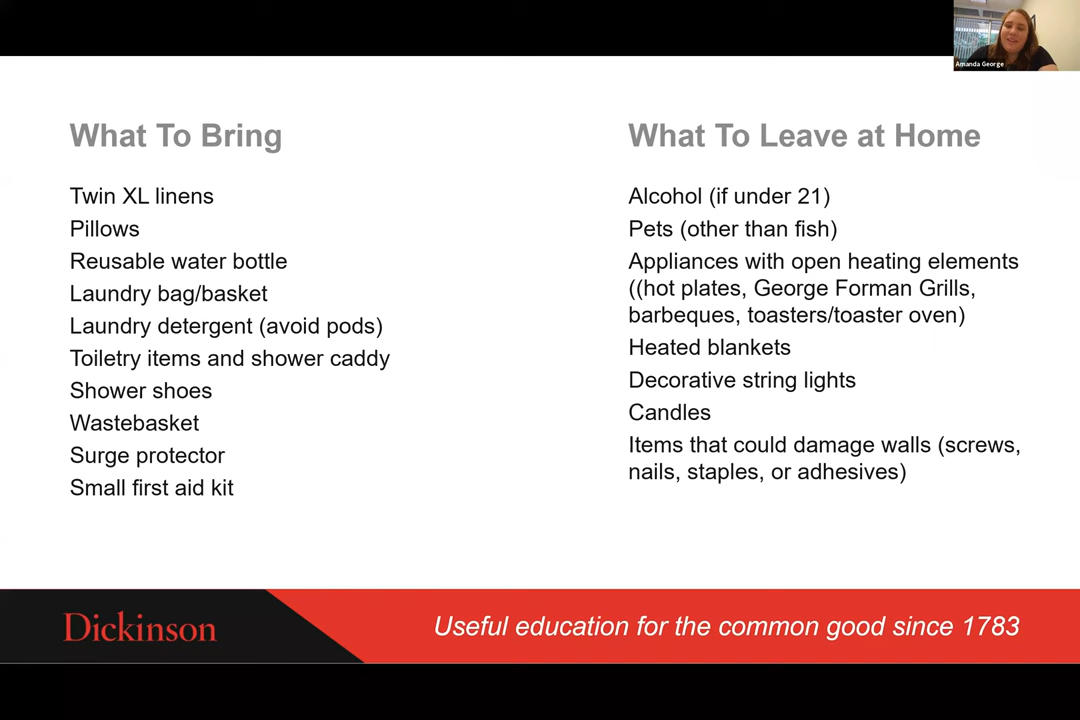 Amanda George
What To Bring
Twin XL linens
Pillows
Reusable water bottle
Laundry bag/basket
Laundry detergent (avoid pods)
Toiletry items and shower caddy
Shower shoes
Wastebasket
Surge protector
Small first aid kit
What To Leave at Home
Alcohol (if under 21)
Pets (other than fish)
Appliances with open heating elements
((hot plates, George Forman Grills,
barbeques, toasters/toaster oven)
Heated blankets
Decorative string lights
Candles
Items that could damage walls (screws,
nails, staples, or adhesives)
Dickinson
Useful education for the common good since 1783